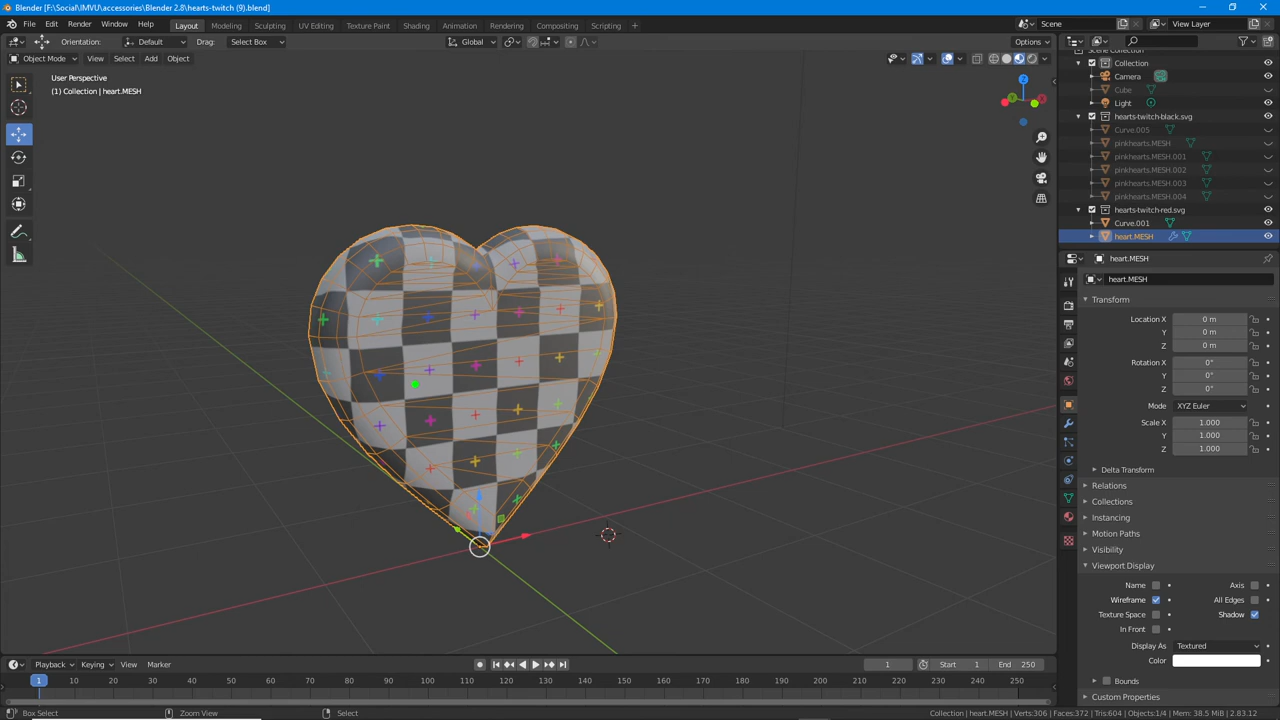 Blender [F:\Social\IMVU\accessories\Blender 2.8\hearts-twitch (9).blend]
File Edit Render Window Help Layout Modeling Sculpting UV Editing Texture Paint Shading Animation Rendering Compositing Scripting Scene View Layer
Orientation: Default Drag: Select Box Global Options
Object Mode View Select Add Object
User Perspective
(1) Collection | heart.MESH
Collection
Camera
Cube
Light
hearts-twitch-black.svg
Curve.005
pinkhearts.MESH
pinkhearts.MESH.001
pinkhearts.MESH.002
pinkhearts.MESH.003
pinkhearts.MESH.004
hearts-twitch-red.svg
Curve.001
heart.MESH
heart.MESH
heart.MESH
Transform
Location X 0 m
Y 0 m
Z 0 m
Rotation X 0°
Y 0°
Z 0°
Mode XYZ Euler
Scale X 1.000
Y 1.000
Z 1.000
Delta Transform
Relations
Collections
Instancing
Motion Paths
Visibility
Viewport Display
Name Axis
Wireframe All Edges
Texture Space Shadow
In Front
Display As Textured
Color
Bounds
Custom Properties
Z
Y
X
Playback Keying View Marker 1 Start 1 End 250
1 10 20 30 40 50 60 70 80 90 100 110 120 130 140 150 160 170 180 190 200 210 220 230 240 250
Box Select Zoom View Select Collection | heart.MESH | Verts:306 | Faces:372 | Tris:604 | Objects:1/4 | Mem: 38.5 MiB | 2.83.12